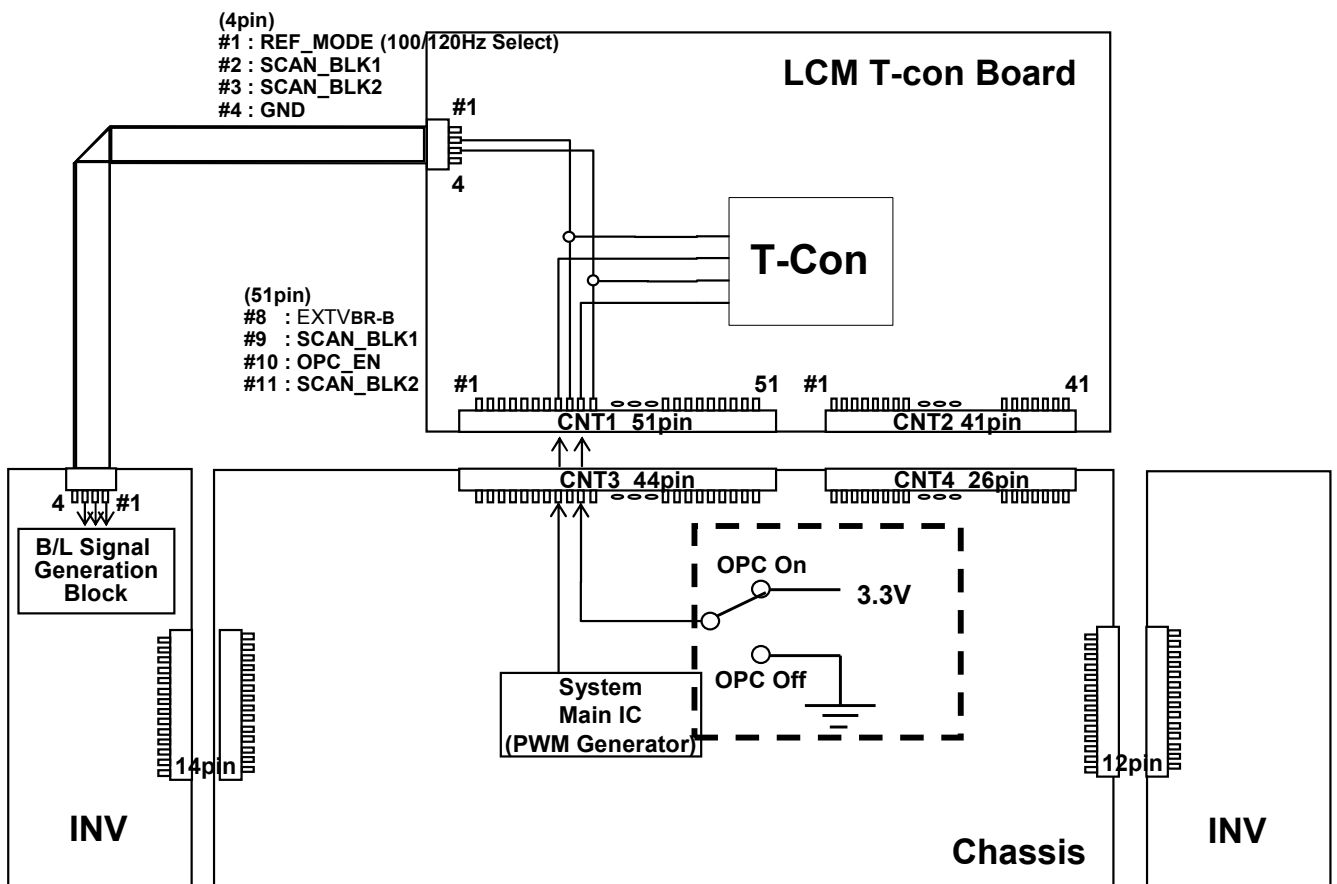 (4pin)
#1 : REF_MODE (100/120Hz Select)
#2 : SCAN_BLK1
#3 : SCAN_BLK2
#4 : GND
LCM T-con Board
#1
4
T-Con
(51pin)
#8 : EXTVBR-B
#9 : SCAN_BLK1
#10 : OPC_EN
#11 : SCAN_BLK2
#1 51 #1 41
CNT1 51pin CNT2 41pin
CNT3 44pin CNT4 26pin
4 #1
B/L Signal
Generation
Block
OPC On
3.3V
OPC Off
System
Main IC
(PWM Generator)
14pin
12pin
INV
Chassis
INV